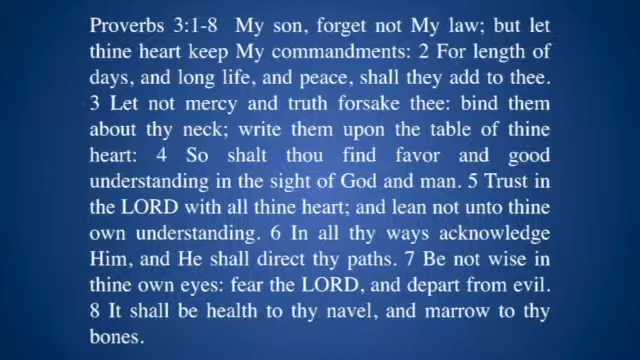 Proverbs 3:1-8 My son, forget not My law; but let
thine heart keep My commandments: 2 For length of
days, and long life, and peace, shall they add to thee.
3 Let not mercy and truth forsake thee: bind them
about thy neck; write them upon the table of thine
heart: 4 So shalt thou find favor and good
understanding in the sight of God and man. 5 Trust in
the LORD with all thine heart; and lean not unto thine
own understanding. 6 In all thy ways acknowledge
Him, and He shall direct thy paths. 7 Be not wise in
thine own eyes: fear the LORD, and depart from evil.
8 It shall be health to thy navel, and marrow to thy
bones.